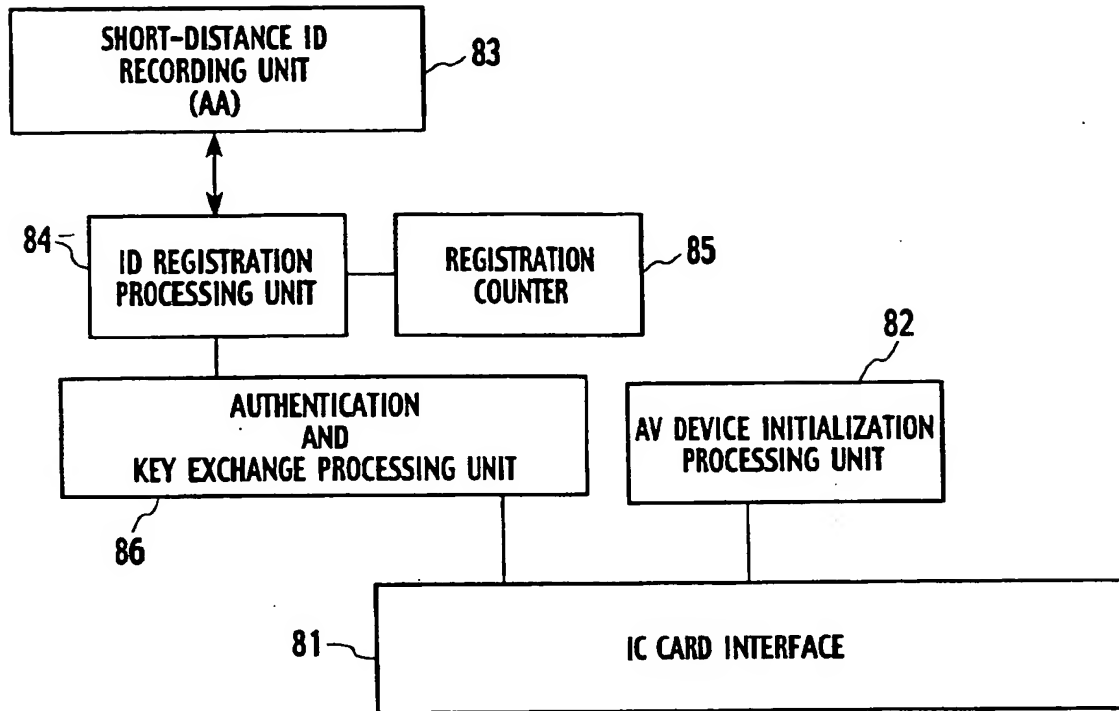 SHORT-DISTANCE ID
RECORDING UNIT
(AA)
83
84
ID REGISTRATION
PROCESSING UNIT
REGISTRATION
COUNTER
85
82
AUTHENTICATION
AND
KEY EXCHANGE PROCESSING UNIT
86
AV DEVICE INITIALIZATION
PROCESSING UNIT
81
IC CARD INTERFACE